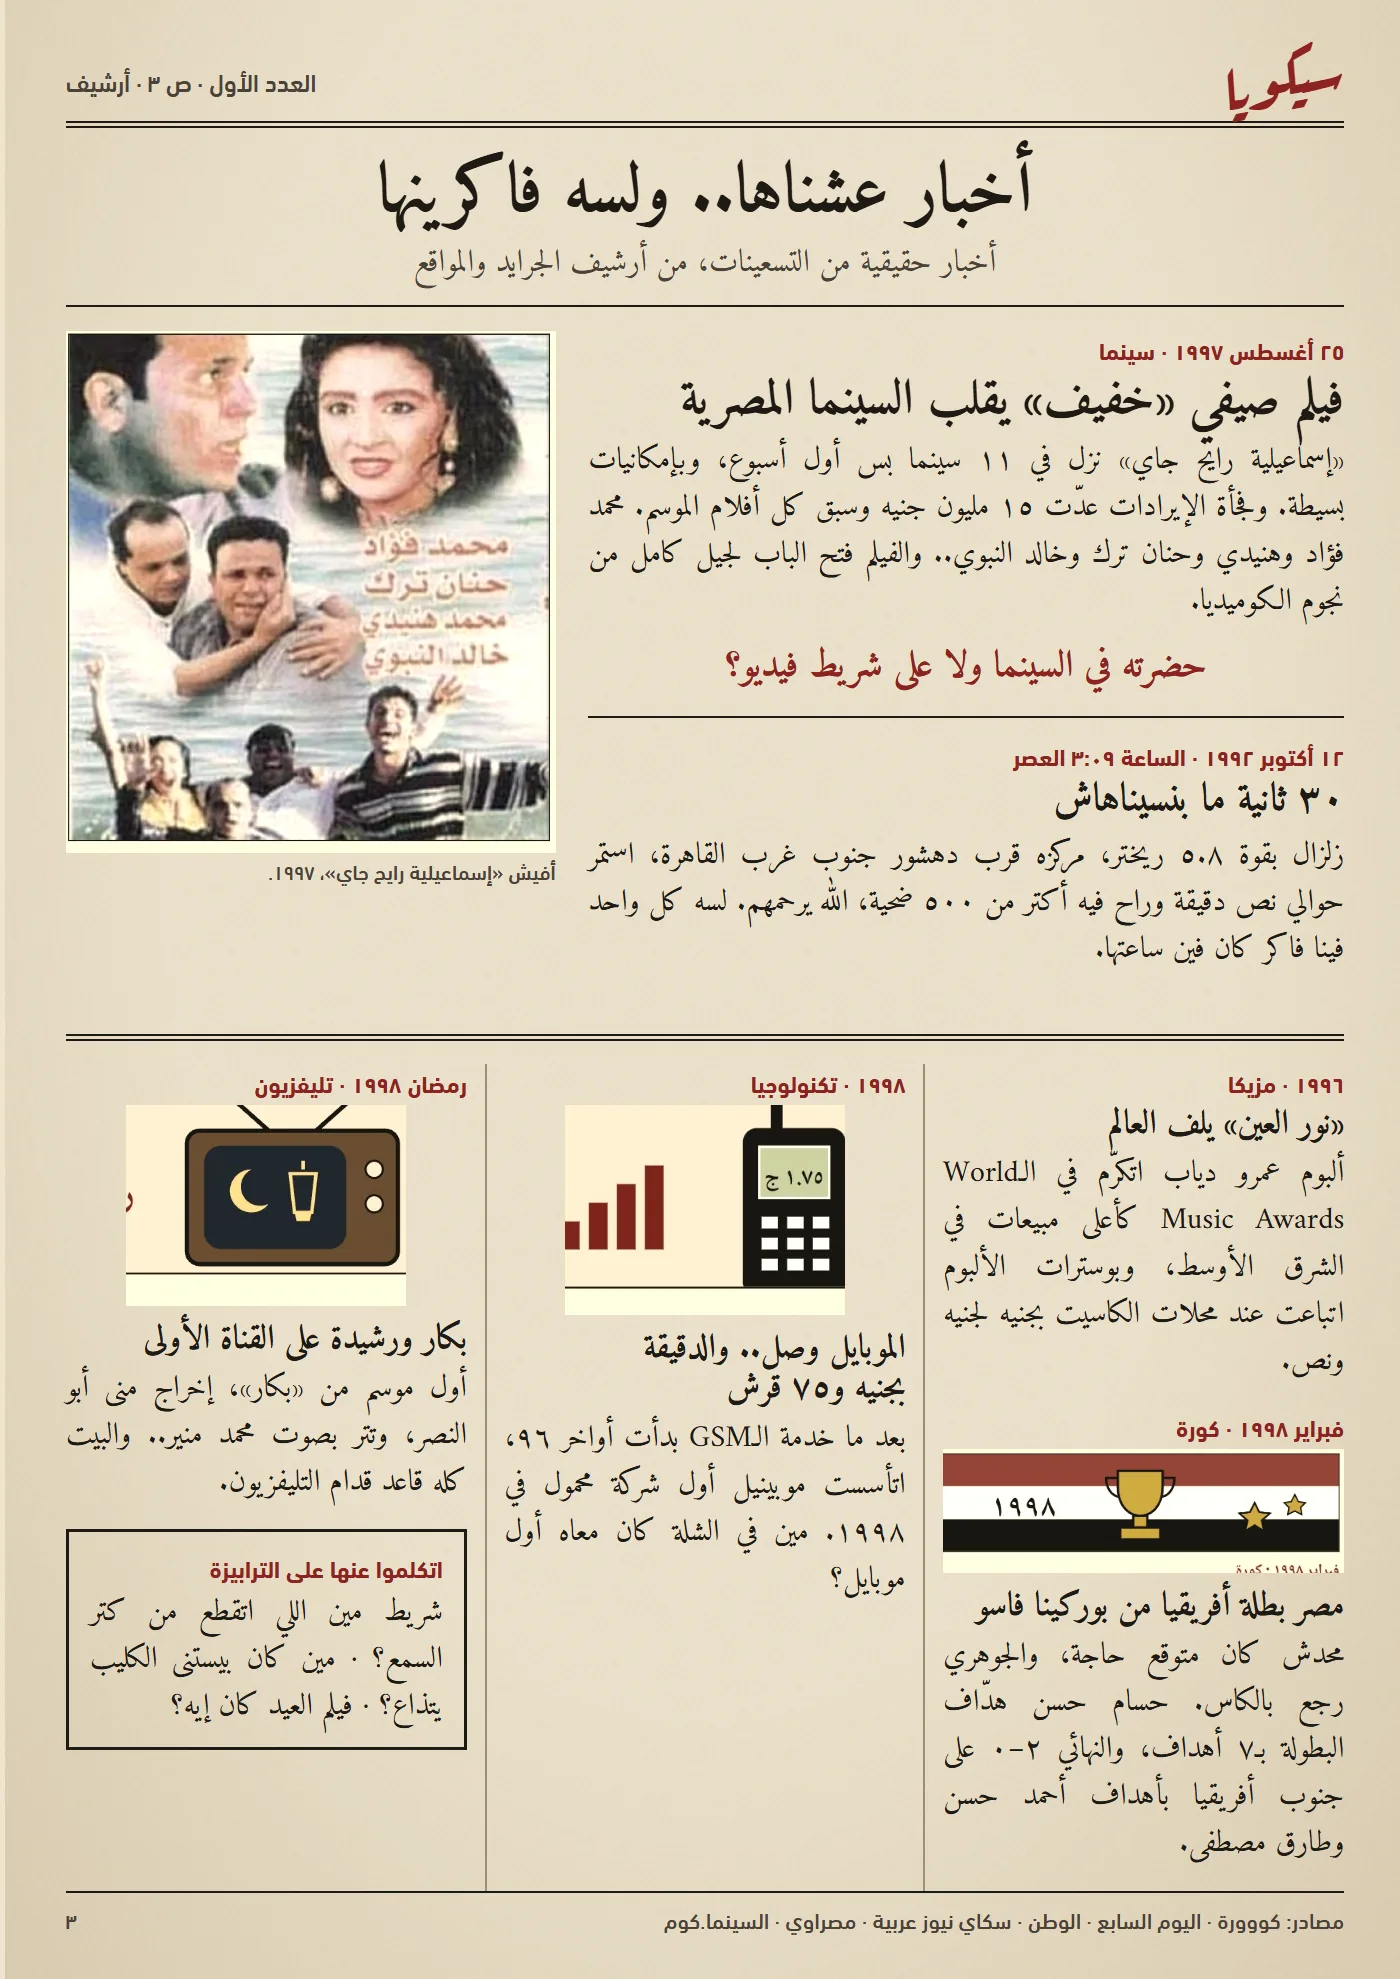 سيكويا
العدد الأول · ص ٣ · أرشيف
أخبار عشناها.. ولسه فاكرينها
أخبار حقيقية من التسعينات، من أرشيف الجرايد والمواقع
٢٥ أغسطس ١٩٩٧ · سينما
فيلم صيفي «خفيف» يقلب السينما المصرية
«إسماعيلية رايح جاي» نزل في ١١ سينما بس أول أسبوع، وبإمكانيات
بسيطة. وفجأة الإيرادات عدّت ١٥ مليون جنيه وسبق كل أفلام الموسم. محمد
فؤاد وهنيدي وحنان ترك وخالد النبوي.. والفيلم فتح الباب لجيل كامل من
نجوم الكوميديا.
حضرته في السينما ولا على شريط فيديو؟
محمد فؤاد
حنان ترك
محمد هنيدي
خالد النبوي
أفيش «إسماعيلية رايح جاي»، ١٩٩٧.
١٢ أكتوبر ١٩٩٢ · الساعة ٣:٠٩ العصر
٣٠ ثانية ما بنسيناهاش
زلزال بقوة ٥.٨ ريختر، مركزه قرب دهشور جنوب غرب القاهرة، استمر
حوالي نص دقيقة وراح فيه أكتر من ٥٠٠ ضحية، الله يرحمهم. لسه كل واحد
فينا فاكر كان فين ساعتها.
١٩٩٦ · مزيكا
«نور العين» يلف العالم
ألبوم عمرو دياب اتكرّم في الـWorld
Music Awards كأعلى مبيعات في
الشرق الأوسط، وبوسترات الألبوم
اتباعت عند محلات الكاسيت بجنيه لجنيه
ونص.
فبراير ١٩٩٨ · كورة
١٩٩٨
فبراير ١٩٩٨ · كورة
مصر بطلة أفريقيا من بوركينا فاسو
محدش كان متوقع حاجة، والجوهري
رجع بالكاس. حسام حسن هدّاف
البطولة بـ٧ أهداف، والنهائي ٢–٠ على
جنوب أفريقيا بأهداف أحمد حسن
وطارق مصطفى.
١٩٩٨ · تكنولوجيا
١.٧٥ ج
الموبايل وصل.. والدقيقة
بجنيه و٧٥ قرش
بعد ما خدمة الـGSM بدأت أواخر ٩٦،
اتأسست موبينيل أول شركة محمول في
١٩٩٨. مين في الشلة كان معاه أول
موبايل؟
رمضان ١٩٩٨ · تليفزيون
بكار ورشيدة على القناة الأولى
أول موسم من «بكار»، إخراج منى أبو
النصر، وتتر بصوت محمد منير.. والبيت
كله قاعد قدام التليفزيون.
اتكلموا عنها على الترابيزة
شريط مين اللي اتقطع من كتر
السمع؟ · مين كان بيستنى الكليب
يتذاع؟ · فيلم العيد كان إيه؟
مصادر: كووورة · اليوم السابع · الوطن · سكاي نيوز عربية · مصراوي · السينما.كوم
٣